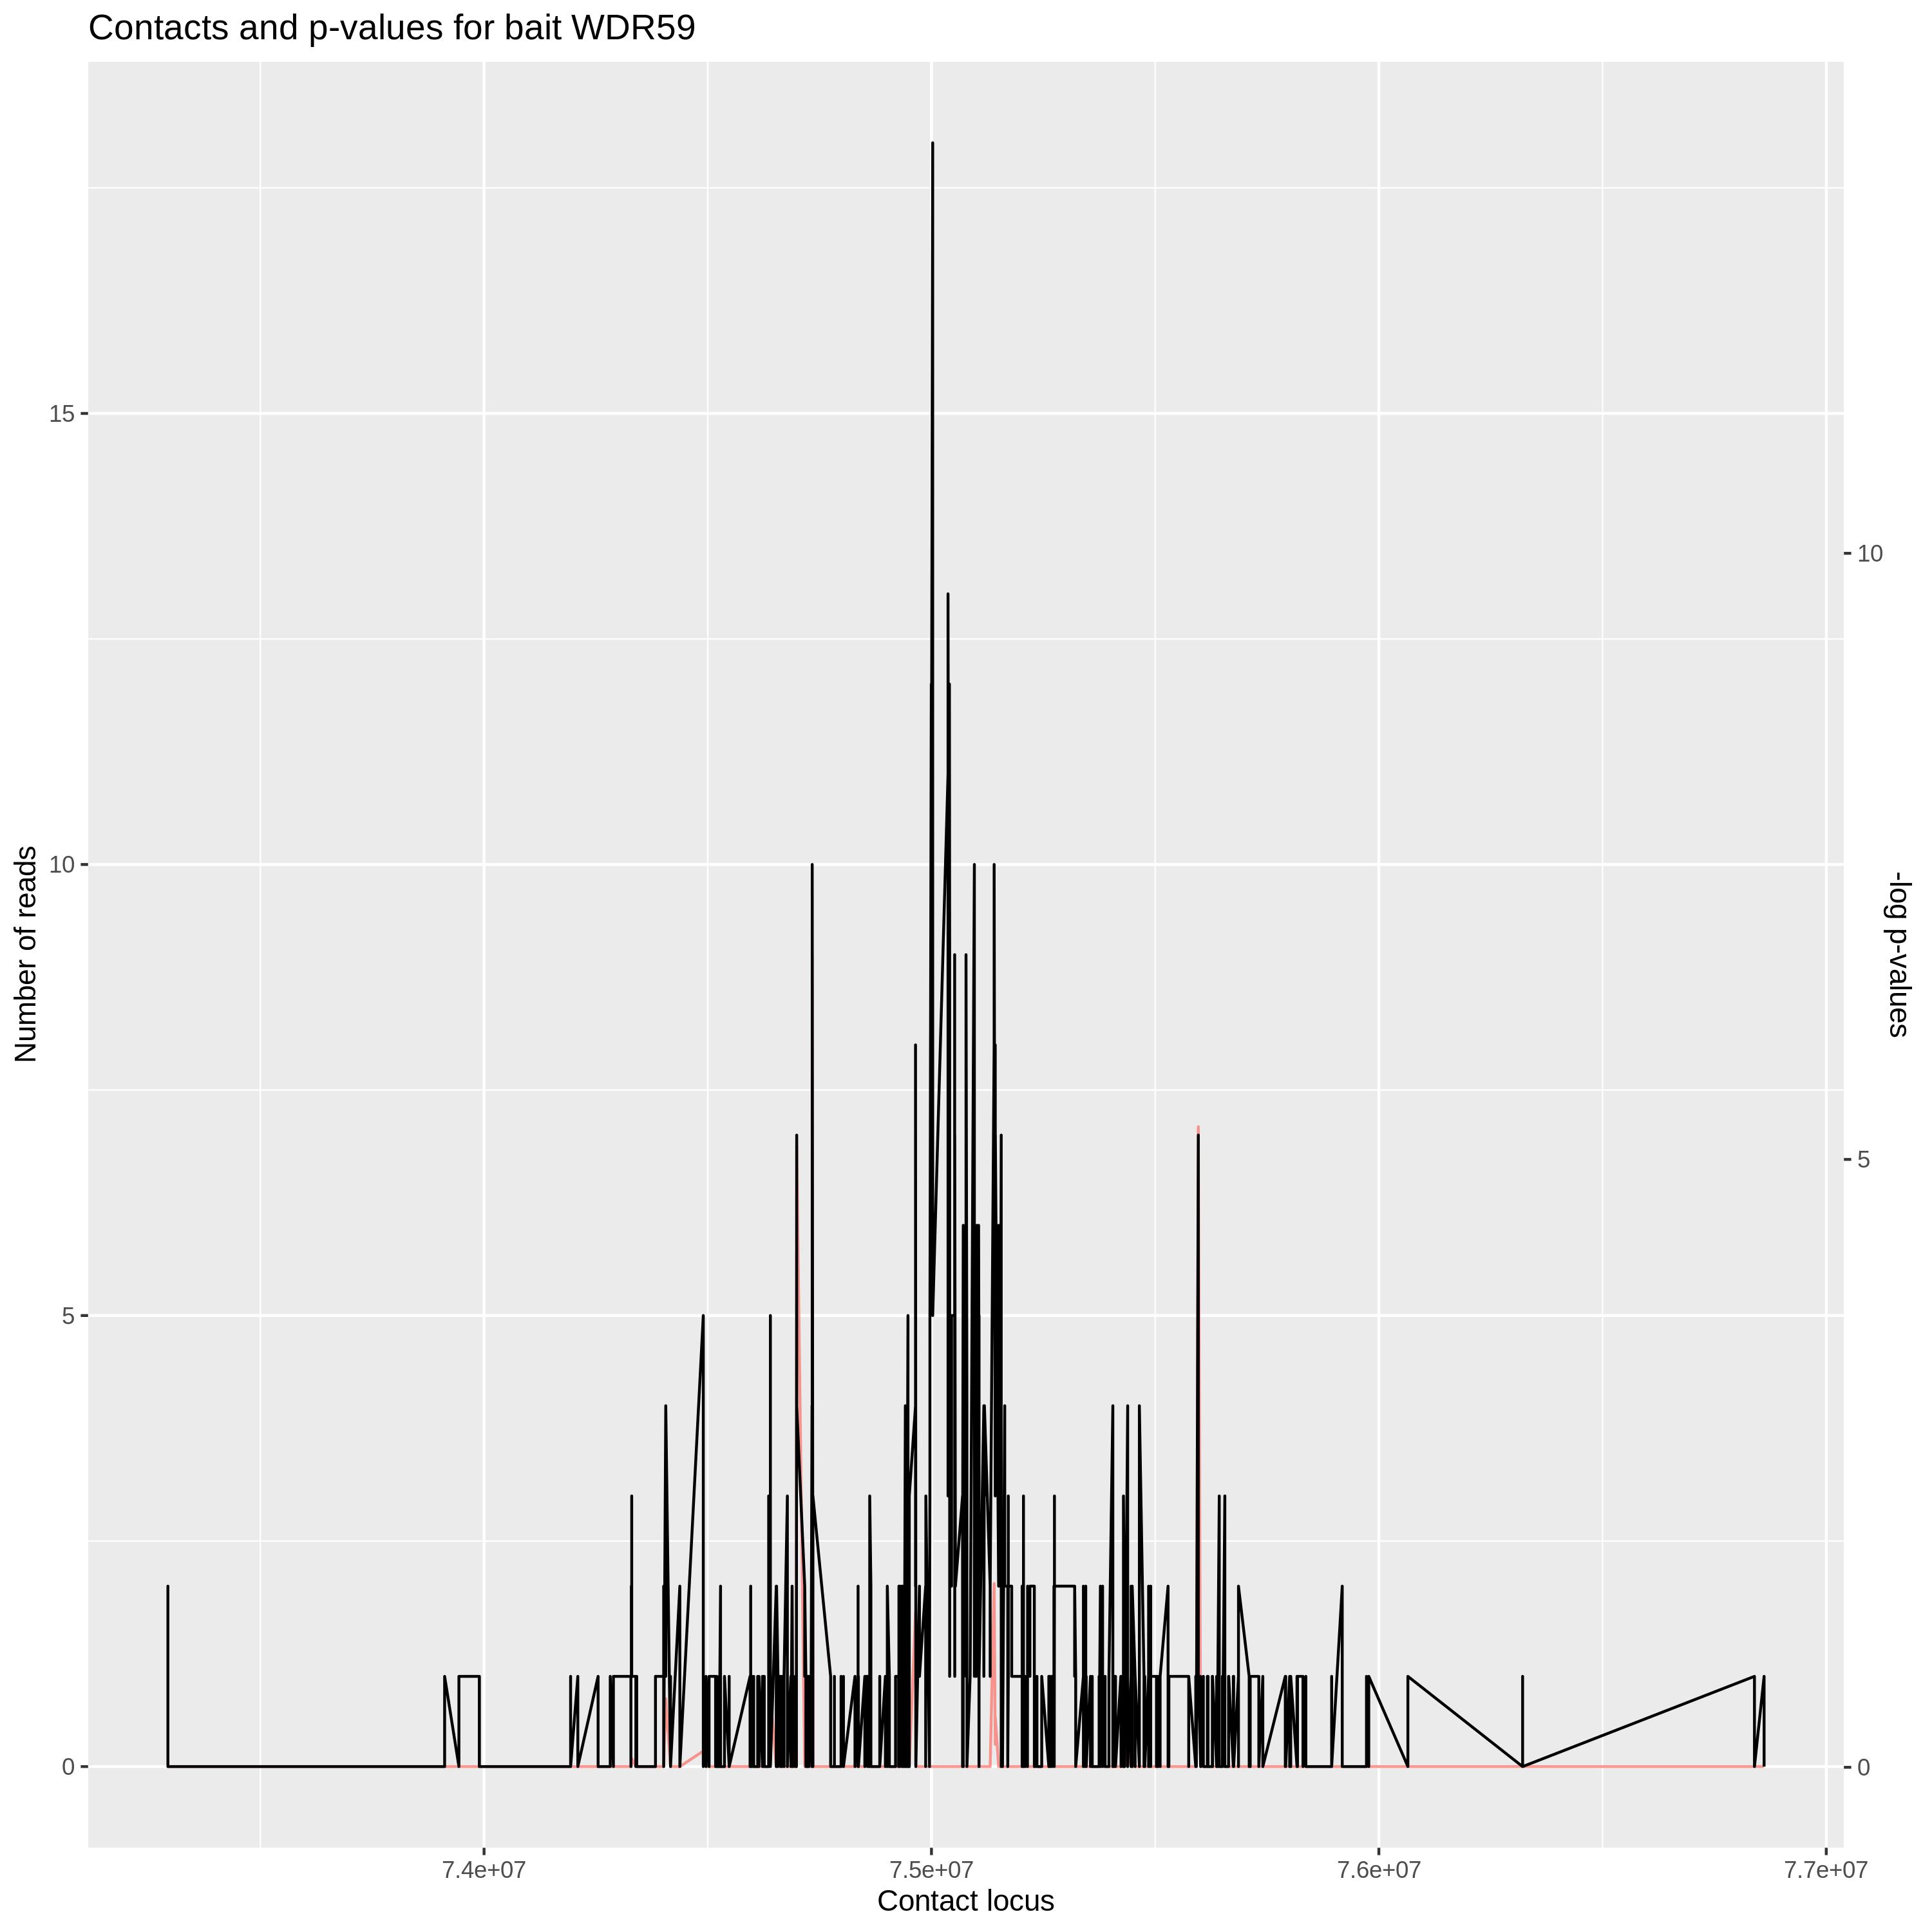 Contacts and p-values for bait WDR59
15
10
10
5
5
0
0
Number of reads
-log p-values
7.4e+07
7.5e+07
7.6e+07
7.7e+07
Contact locus